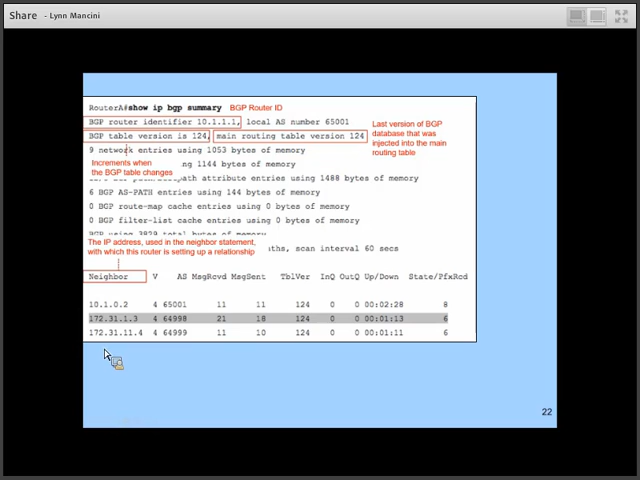 Share - Lynn Mancini
RouterA#show ip bgp summary BGP Router ID
BGP router identifier 10.1.1.1, local AS number 65001
BGP table version is 124, main routing table version 124
Last version of BGP
database that was
injected into the main
routing table
9 network entries using 1053 bytes of memory
Increments when
the BGP table changes
ng 1144 bytes of memory
attribute entries using 1488 bytes of memory
6 BGP AS-PATH entries using 144 bytes of memory
0 BGP route-map cache entries using 0 bytes of memory
0 BGP filter-list cache entries using 0 bytes of memory
BGP using 3829 total bytes of memory
The IP address, used in the neighbor statement,
with which this router is setting up a relationship
ths, scan interval 60 secs
Neighbor V AS MsgRcvd MsgSent TblVer InQ OutQ Up/Down State/PfxRcd
10.1.0.2 4 65001 11 11 124 0 0 00:02:28 8
172.31.1.3 4 64998 21 18 124 0 0 00:01:13 6
172.31.11.4 4 64999 11 10 124 0 0 00:01:11 6
22